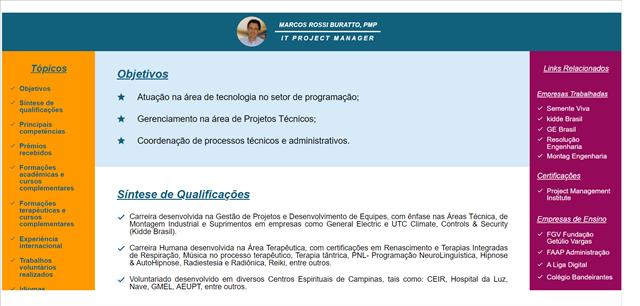 MARCOS ROSSI BURATTO, PMP
IT PROJECT MANAGER
Tópicos
Objetivos
Síntese de
qualificações
Principais
competências
Prêmios
recebidos
Formações
acadêmicas e
cursos
complementares
Formações
terapêuticas e
cursos
complementares
Experiência
internacional
Trabalhos
voluntários
realizados
Idiomas
Objetivos
Atuação na área de tecnologia no setor de programação;
Gerenciamento na área de Projetos Técnicos;
Coordenação de processos técnicos e administrativos.
Síntese de Qualificações
Carreira desenvolvida na Gestão de Projetos e Desenvolvimento de Equipes, com ênfase nas Áreas Técnica, de
Montagem Industrial e Suprimentos em empresas como General Electric e UTC Climate, Controls & Security
(Kidde Brasil).
Carreira Humana desenvolvida na Área Terapêutica, com certificações em Renascimento e Terapias Integradas
de Respiração, Música no processo terapêutico, Terapia tântrica, PNL- Programação NeuroLinguística, Hipnose
& AutoHipnose, Radiestesia e Radiônica, Reiki, entre outros.
Voluntariado desenvolvido em diversos Centros Espirituais de Campinas, tais como: CEIR, Hospital da Luz,
Nave, GMEL, AEUPT, entre outros.
Links Relacionados
Empresas Trabalhadas
Semente Viva
kidde Brasil
GE Brasil
Resolução
Engenharia
Montag Engenharia
Certificações
Project Management
Institute
Empresas de Ensino
FGV Fundação
Getúlio Vargas
FAAP Administração
A Liga Digital
Colégio Bandeirantes